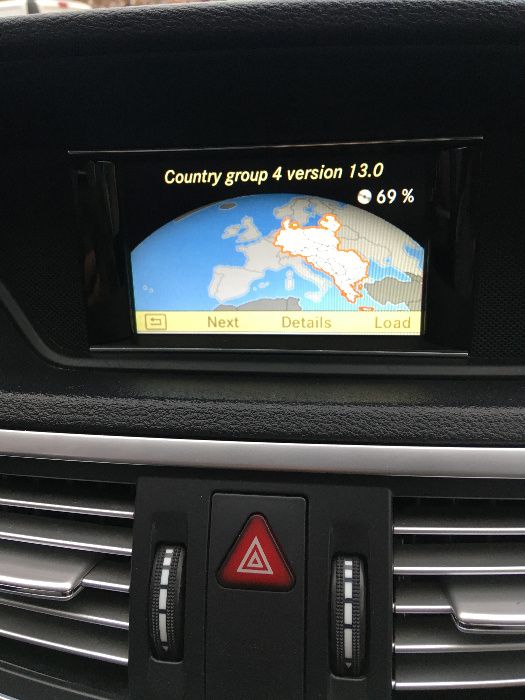 Country group 4 version 13.0
69 %
Next Details Load